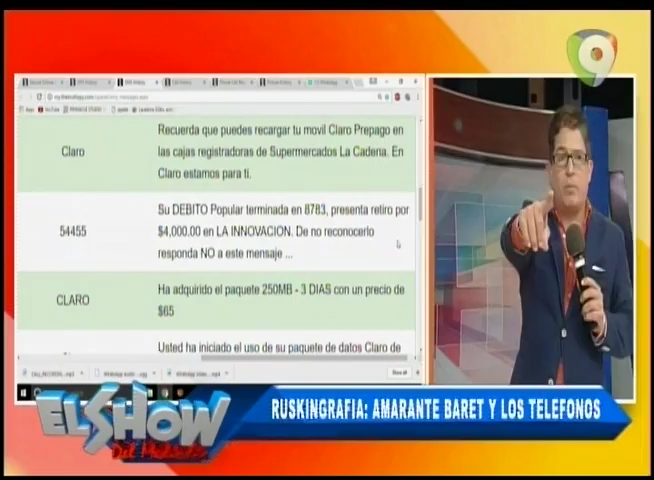 9
Claro
Recuerda que puedes recargar tu movil Claro Prepago en
las cajas registradoras de Supermercados La Cadena. En
Claro estamos para ti.
54455
Su DEBITO Popular terminada en 8783, presenta retiro por
$4,000.00 en LA INNOVACION. De no reconocerlo
responda NO a este mensaje ...
CLARO
Ha adquirido el paquete 250MB - 3 DIAS con un precio de
$65
Usted ha iniciado el uso de su paquete de datos Claro de
Show all
EL SHOW
Del Mediodía
RUSKINGRAFIA: AMARANTE BARET Y LOS TELEFONOS